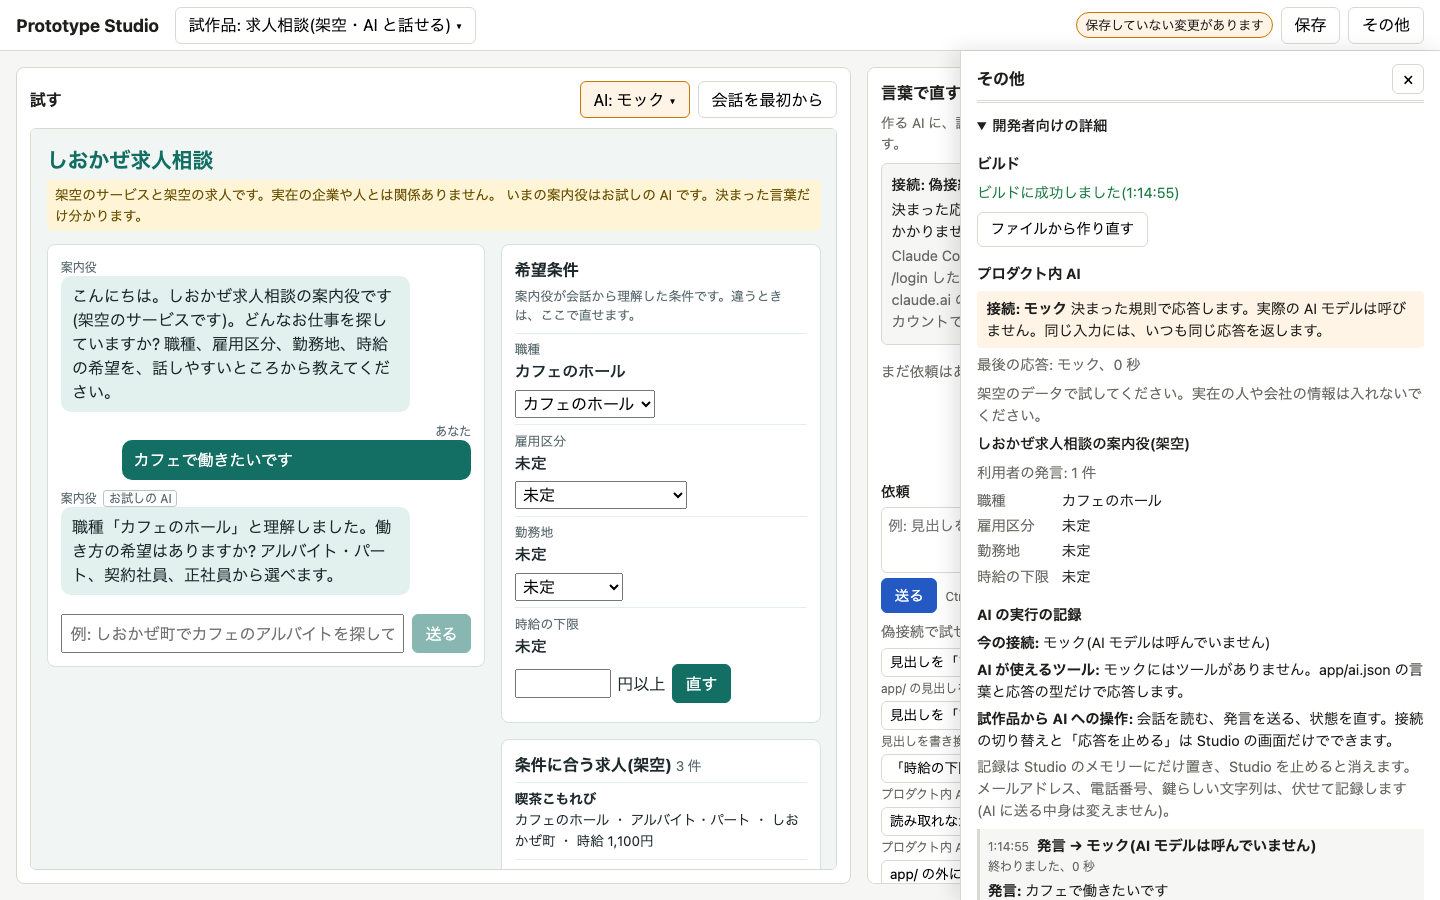 Prototype Studio
試作品: 求人相談(架空・AI と話せる) ▾
保存していない変更があります
保存
その他
試す
AI: モック ▾
会話を最初から
しおかぜ求人相談
架空のサービスと架空の求人です。実在の企業や人とは関係ありません。 いまの案内役はお試しの AI です。決まった言葉だ
け分かります。
案内役
こんにちは。しおかぜ求人相談の案内役です
(架空のサービスです)。どんなお仕事を探し
ていますか? 職種、雇用区分、勤務地、時給
の希望を、話しやすいところから教えてくだ
さい。
あなた
カフェで働きたいです
案内役 お試しの AI
職種「カフェのホール」と理解しました。働
き方の希望はありますか? アルバイト・パー
ト、契約社員、正社員から選べます。
例: しおかぜ町でカフェのアルバイトを探して
送る
希望条件
案内役が会話から理解した条件です。違うとき
は、ここで直せます。
職種
カフェのホール
カフェのホール
雇用区分
未定
未定
勤務地
未定
未定
時給の下限
未定
円以上
直す
条件に合う求人(架空) 3 件
喫茶こもれび
カフェのホール ・ アルバイト・パート ・ しお
かぜ町 ・ 時給 1,100円
言葉で直す
作る AI に、
す。
接続: 偽接
決まった応
かかりませ
Claude Co
/login した
claude.ai の
カウントで
まだ依頼はあ
依頼
例: 見出しを
送る
Ctr
偽接続で試せ
見出しを「
app/ の見出しを
見出しを「
見出しを書き換
「時給の下
プロダクト内 A
読み取れな
プロダクト内 A
app/ の外に
その他
×
▼ 開発者向けの詳細
ビルド
ビルドに成功しました(1:14:55)
ファイルから作り直す
プロダクト内 AI
接続: モック 決まった規則で応答します。実際の AI モデルは呼び
ません。同じ入力には、いつも同じ応答を返します。
最後の応答: モック、0 秒
架空のデータで試してください。実在の人や会社の情報は入れないで
ください。
しおかぜ求人相談の案内役(架空)
利用者の発言: 1 件
職種 カフェのホール
雇用区分 未定
勤務地 未定
時給の下限 未定
AI の実行の記録
今の接続: モック(AI モデルは呼んでいません)
AI が使えるツール: モックにはツールがありません。app/ai.json の言
葉と応答の型だけで応答します。
試作品から AI への操作: 会話を読む、発言を送る、状態を直す。接続
の切り替えと「応答を止める」は Studio の画面だけでできます。
記録は Studio のメモリーにだけ置き、Studio を止めると消えます。
メールアドレス、電話番号、鍵らしい文字列は、伏せて記録します
(AI に送る中身は変えません)。
1:14:55 発言 → モック(AI モデルは呼んでいません)
終わりました、0 秒
発言: カフェで働きたいです